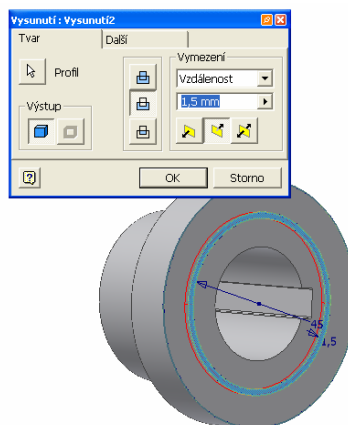 Vysunutí : Vysunutí2
Tvar
Další
Profil
Výstup
Vymezení
Vzdálenost
1,5 mm
OK
Storno
45
1,5